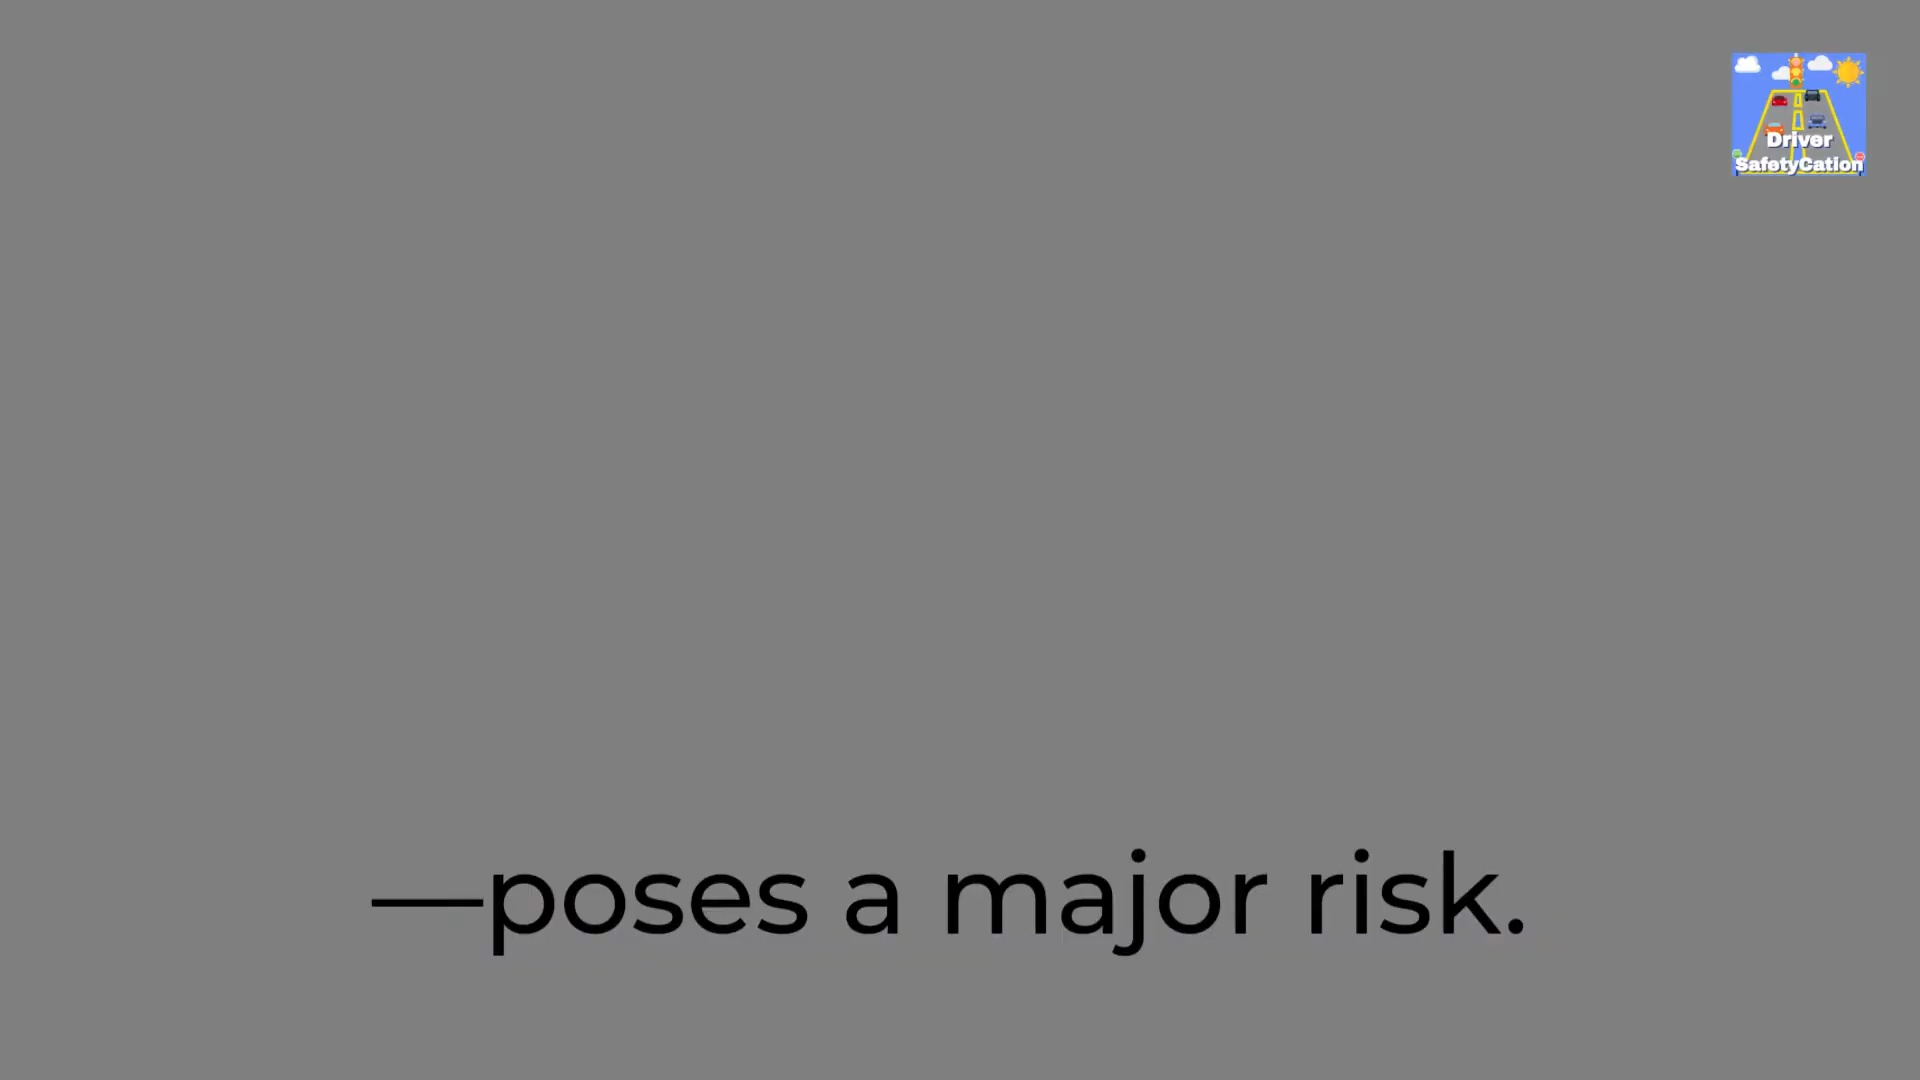 Driver
SafetyCation
—poses a major risk.